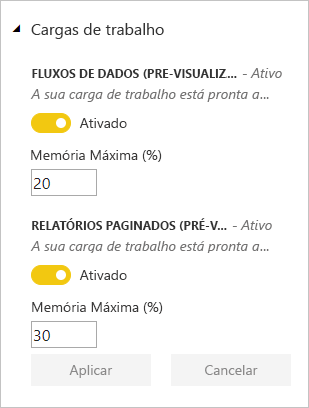 Cargas de trabalho
FLUXOS DE DADOS (PRE-VISUALIZ... - Ativo
A sua carga de trabalho está pronta a...
Ativado
Memória Máxima (%)
20
RELATÓRIOS PAGINADOS (PRÉ-V... - Ativo
A sua carga de trabalho está pronta a...
Ativado
Memória Máxima (%)
30
Aplicar Cancelar